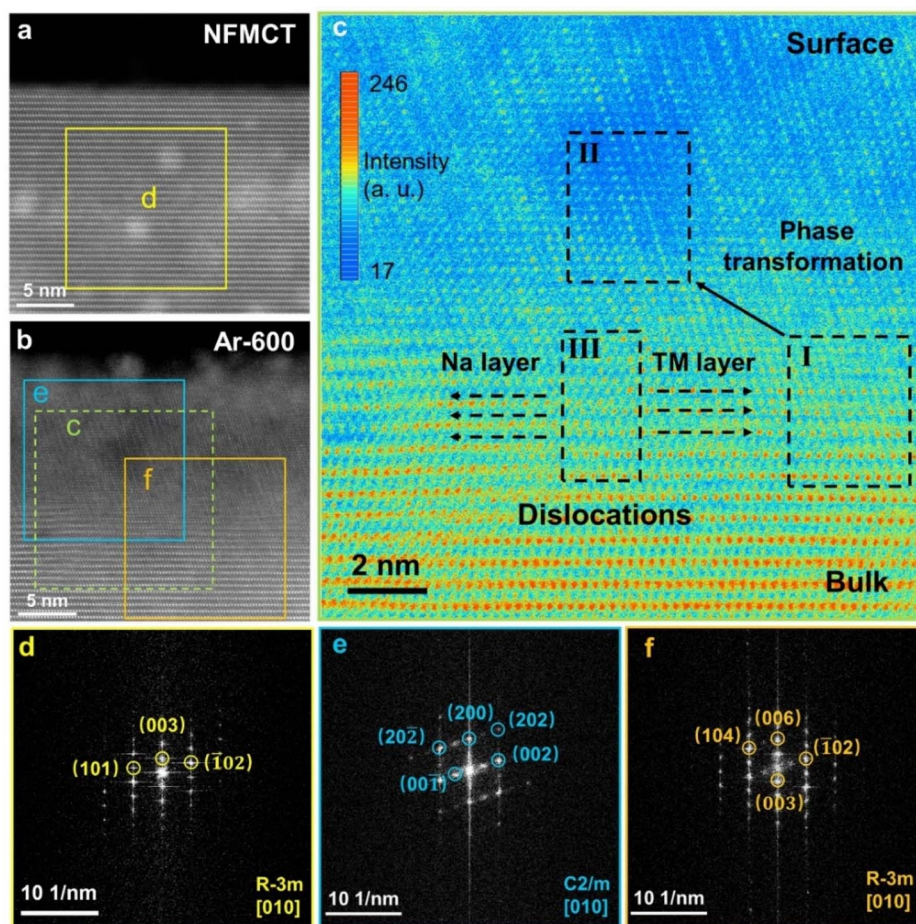 a
NFMCT
d
5 nm
b
Ar-600
e
c
f
5 nm
c
Surface
246
Intensity
(a. u.)
17
II
Phase
transformation
Na layer
III
TM layer
I
Dislocations
2 nm
Bulk
d
(003)
(101)
(1̅02)
10 1/nm
R-3m
[010]
e
(200)
(202)
(202̅)
(002)
(001̅)
10 1/nm
C2/m
[010]
f
(006)
(104)
(1̅02)
(003)
10 1/nm
R-3m
[010]